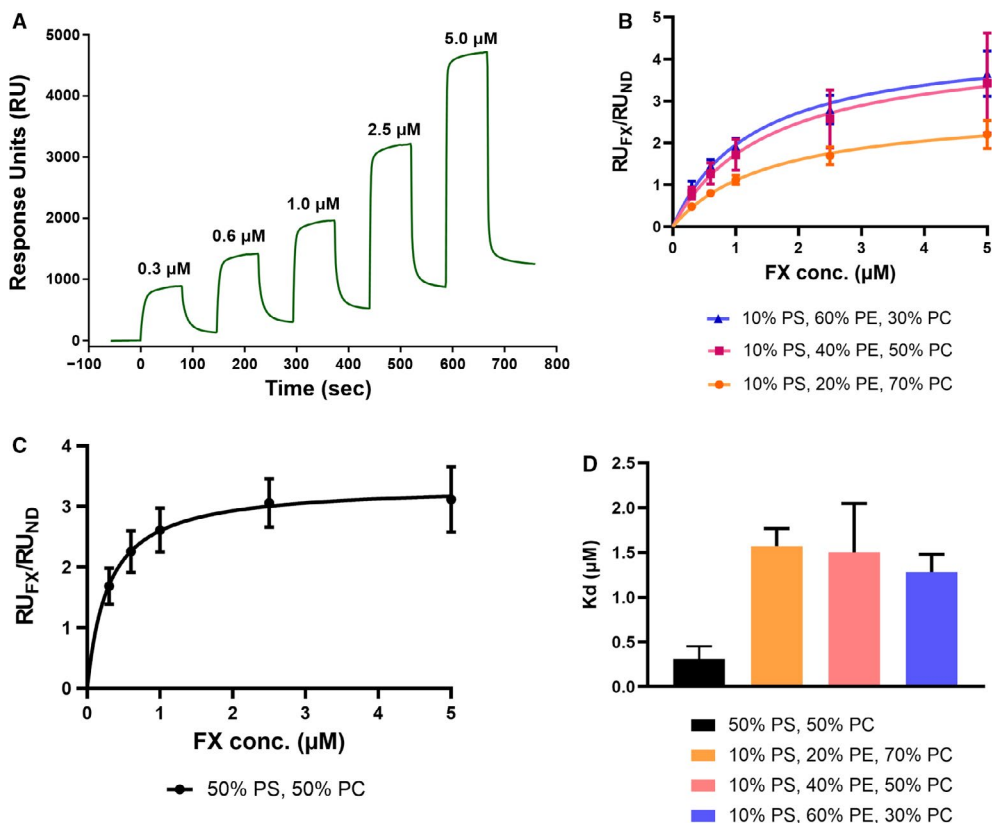 A
Response Units (RU)
5000
4000
3000
2000
1000
0
0.3 µM
0.6 µM
1.0 µM
2.5 µM
5.0 µM
−100 0 100 200 300 400 500 600 700 800
Time (sec)
B
RU_FX/RU_ND
5
4
3
2
1
0
0 1 2 3 4 5
FX conc. (µM)
10% PS, 60% PE, 30% PC
10% PS, 40% PE, 50% PC
10% PS, 20% PE, 70% PC
C
RU_FX/RU_ND
4
3
2
1
0
0 1 2 3 4 5
FX conc. (µM)
50% PS, 50% PC
D
Kd (µM)
2.5
2.0
1.5
1.0
0.5
0.0
50% PS, 50% PC
10% PS, 20% PE, 70% PC
10% PS, 40% PE, 50% PC
10% PS, 60% PE, 30% PC